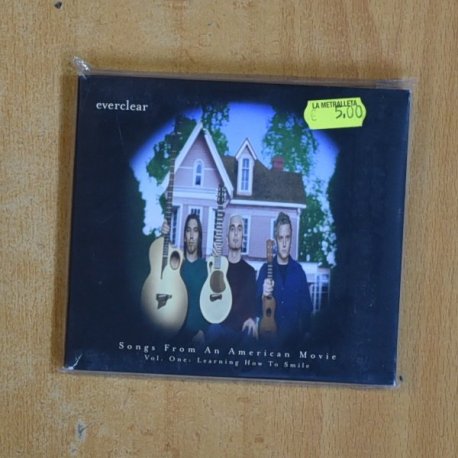 everclear
LA METRALLETA
€ 5,00
Songs From An American Movie
Vol. One: Learning How To Smile